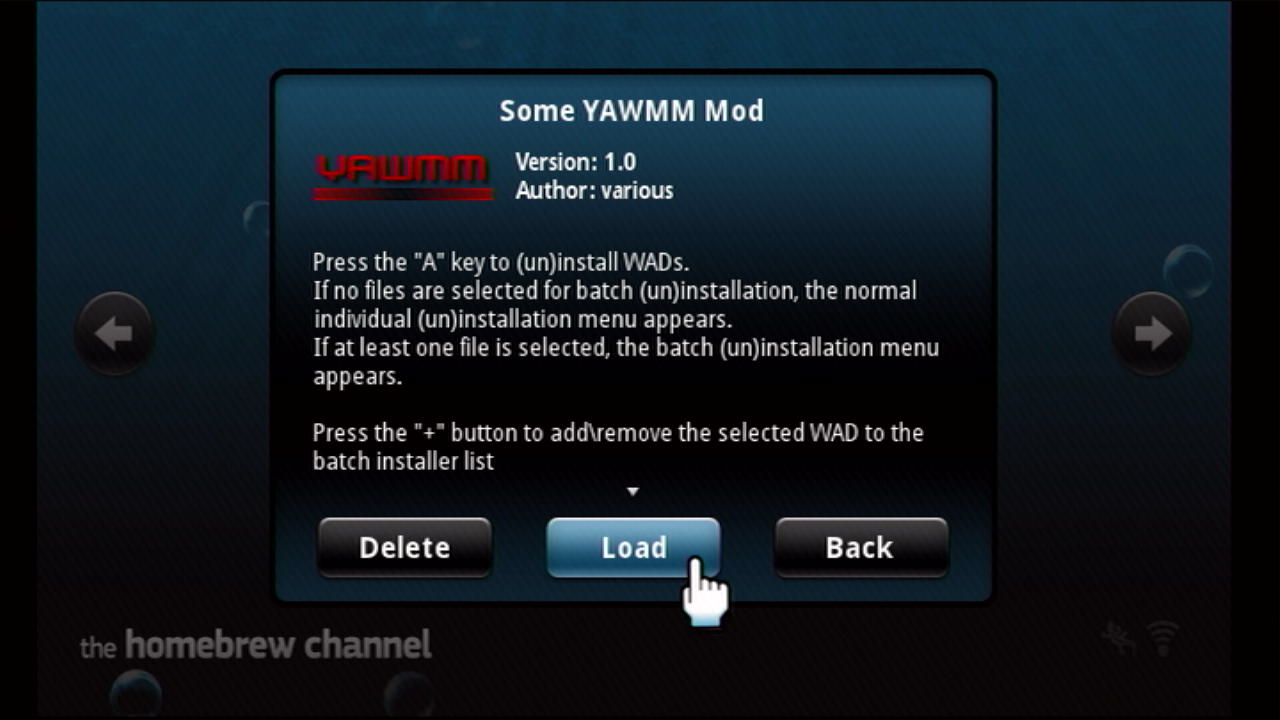 Some YAWMM Mod
YAWMM
Version: 1.0
Author: various
Press the "A" key to (un)install WADs.
If no files are selected for batch (un)installation, the normal
individual (un)installation menu appears.
If at least one file is selected, the batch (un)installation menu
appears.
Press the "+" button to add\remove the selected WAD to the
batch installer list
Delete
Load
Back
the homebrew channel